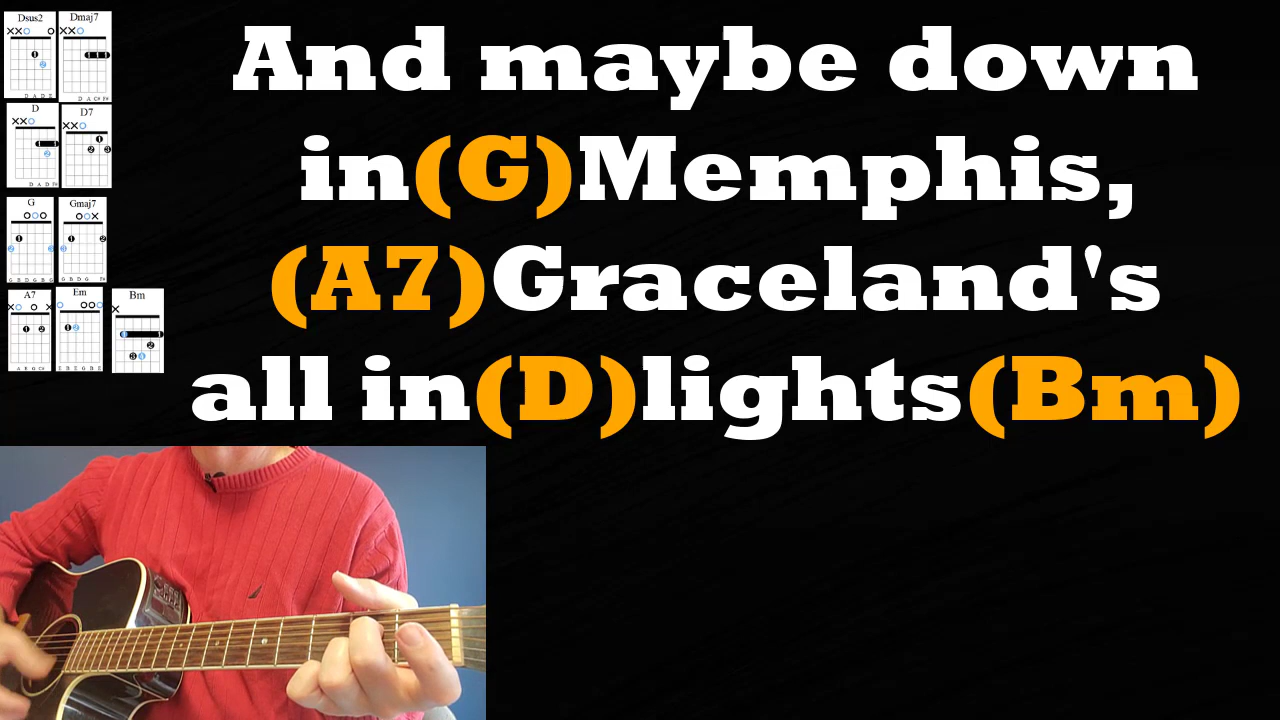 Dsus2
Dmaj7
D
D7
G
Gmaj7
A7
Em
Bm
And maybe down
in(G)Memphis,
(A7)Graceland's
all in(D)lights(Bm)